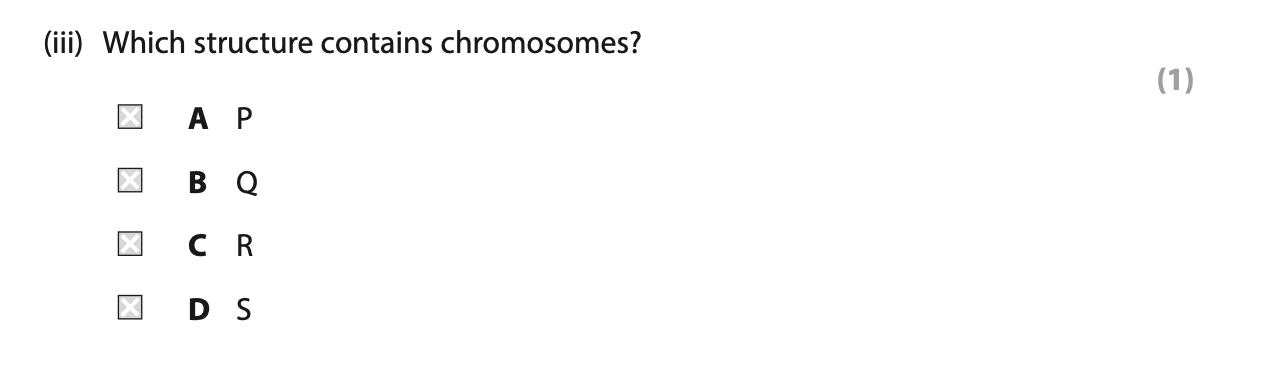 (iii) Which structure contains chromosomes?
(1)
A P
B Q
C R
D S